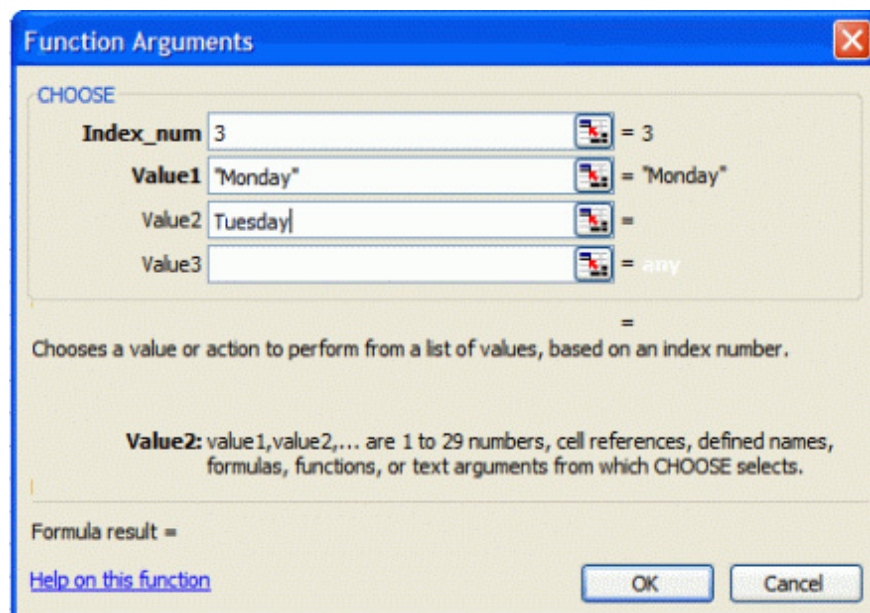 Function Arguments
CHOOSE
Index_num 3 = 3
Value1 "Monday" = "Monday"
Value2 Tuesday =
Value3 = any
=
Chooses a value or action to perform from a list of values, based on an index number.
Value2: value1,value2,... are 1 to 29 numbers, cell references, defined names,
formulas, functions, or text arguments from which CHOOSE selects.
Formula result =
Help on this function OK Cancel